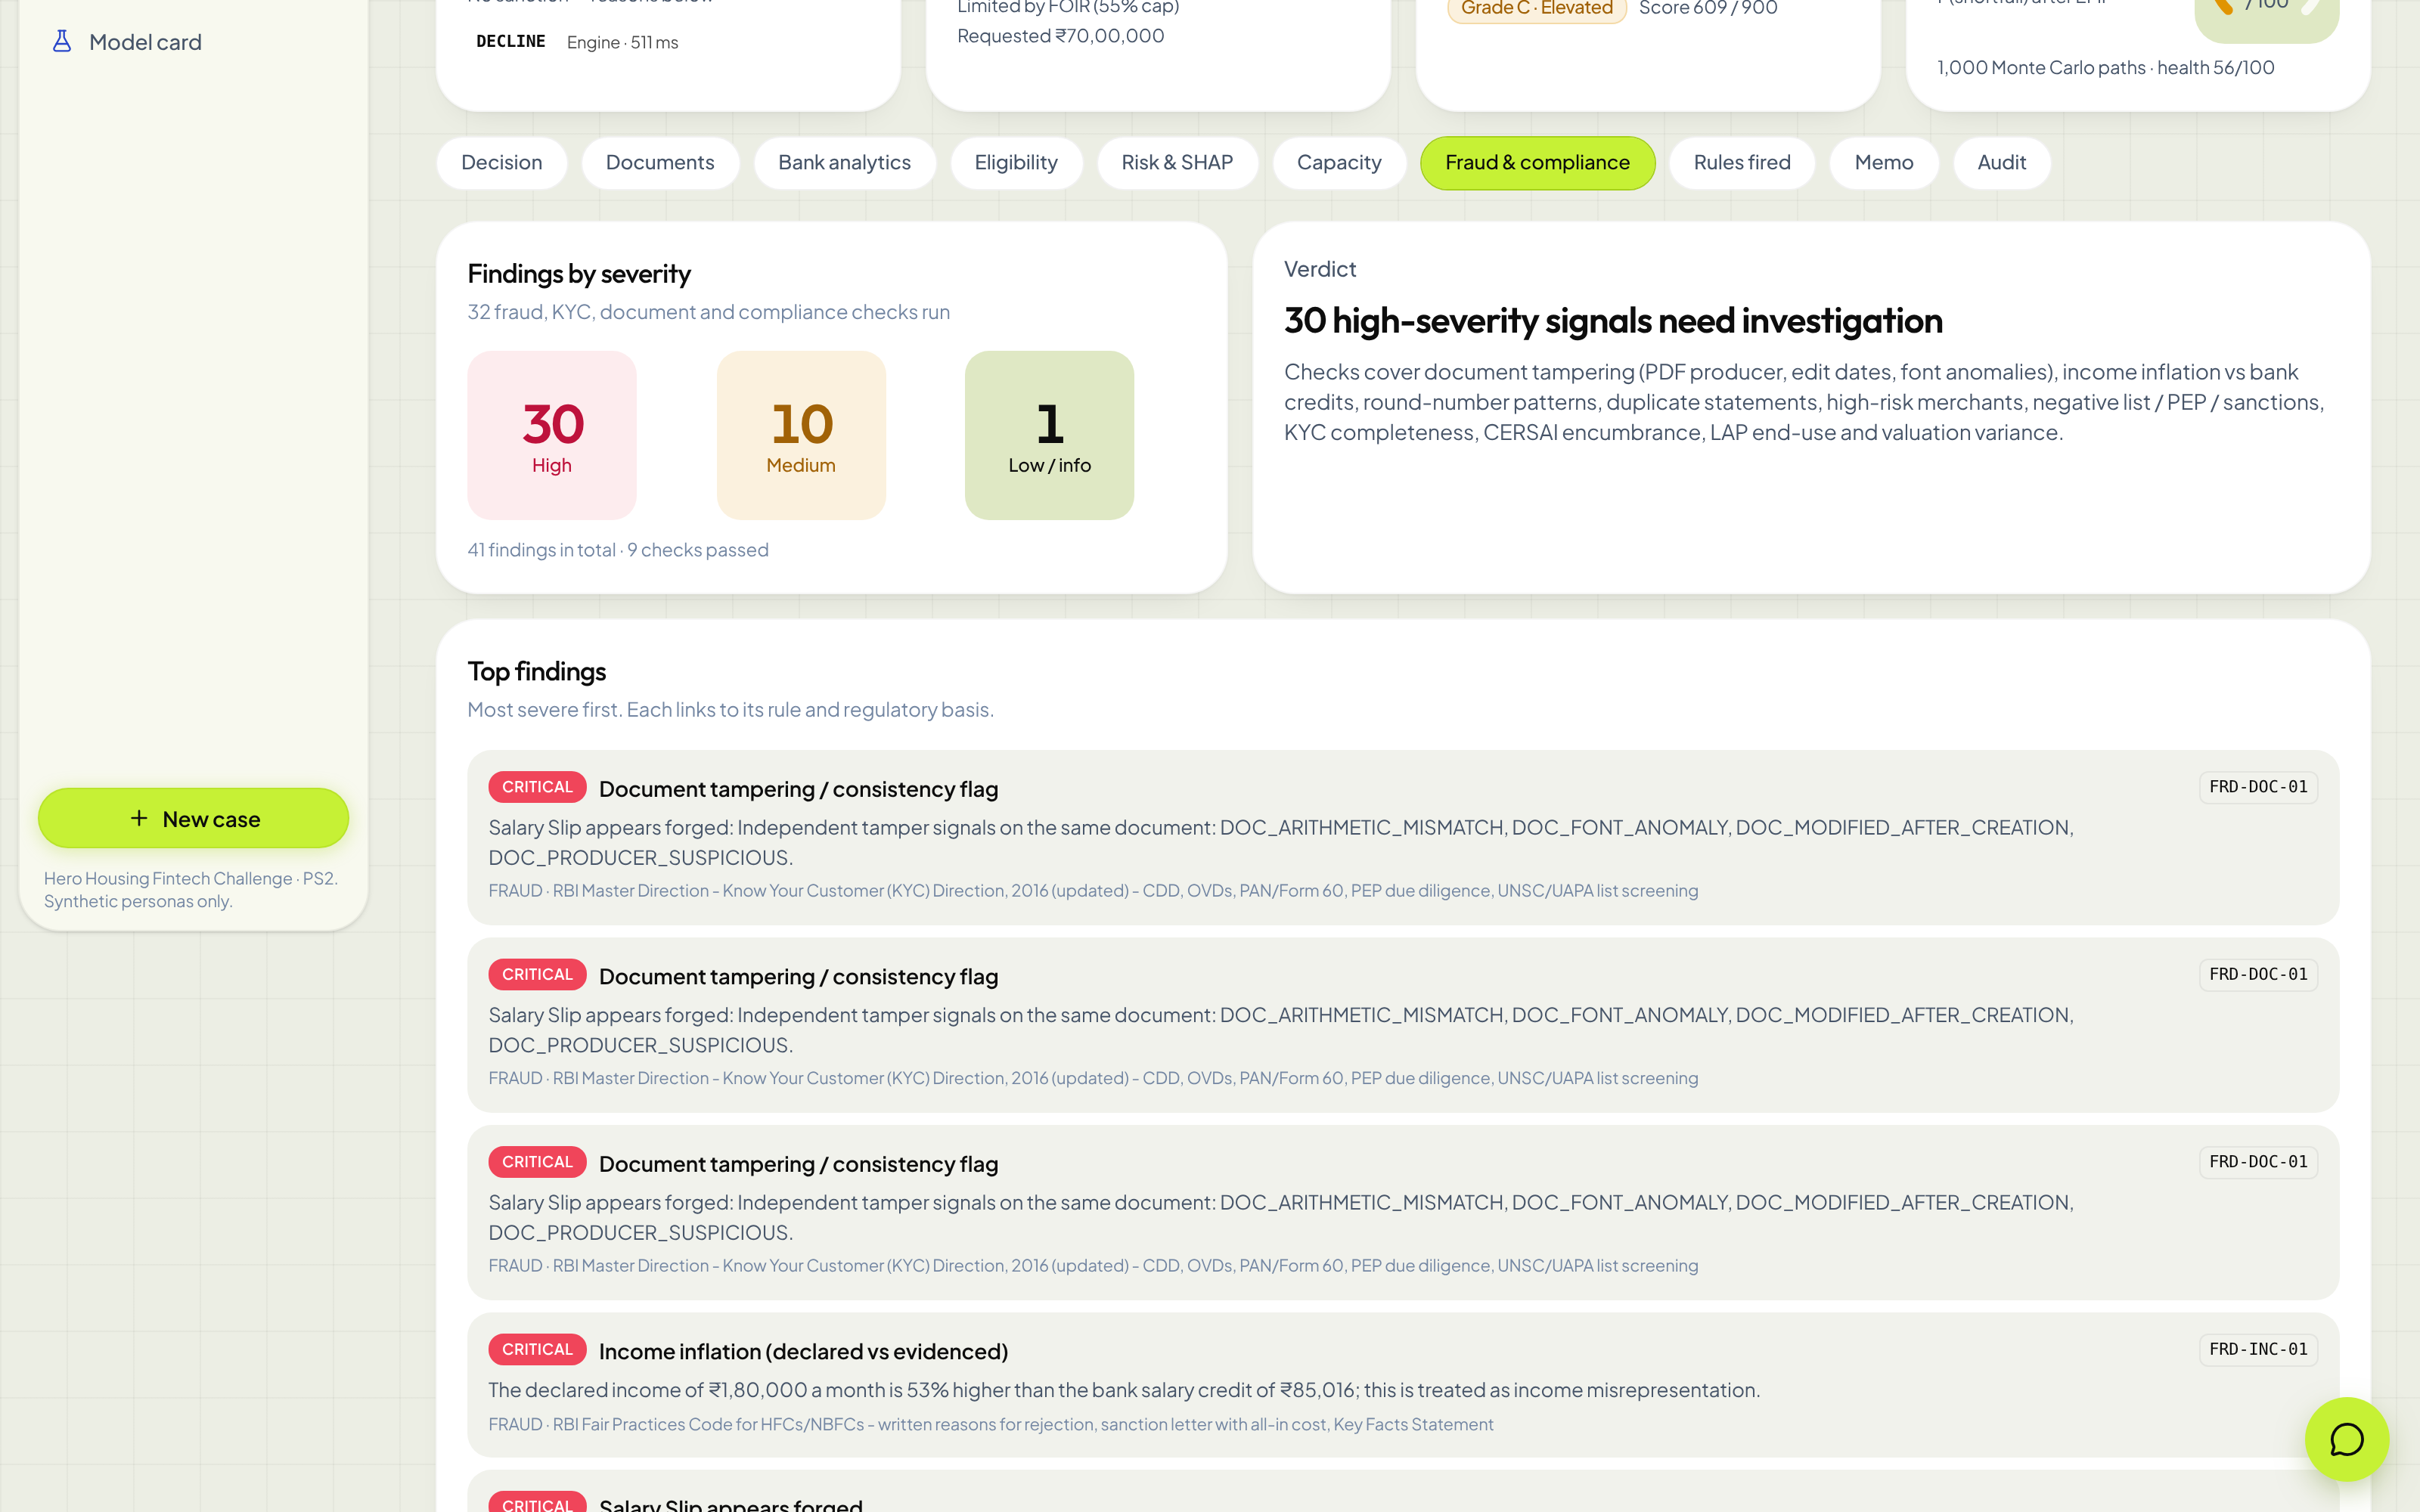 Model card
DECLINE Engine · 511 ms
Limited by FOIR (55% cap)
Requested ₹70,00,000
Grade C · Elevated Score 609 / 900
/100
1,000 Monte Carlo paths · health 56/100
Decision Documents Bank analytics Eligibility Risk & SHAP Capacity Fraud & compliance Rules fired Memo Audit
Findings by severity
32 fraud, KYC, document and compliance checks run
30
High
10
Medium
1
Low / info
41 findings in total · 9 checks passed
Verdict
30 high-severity signals need investigation
Checks cover document tampering (PDF producer, edit dates, font anomalies), income inflation vs bank
credits, round-number patterns, duplicate statements, high-risk merchants, negative list / PEP / sanctions,
KYC completeness, CERSAI encumbrance, LAP end-use and valuation variance.
Top findings
Most severe first. Each links to its rule and regulatory basis.
CRITICAL Document tampering / consistency flag FRD-DOC-01
Salary Slip appears forged: Independent tamper signals on the same document: DOC_ARITHMETIC_MISMATCH, DOC_FONT_ANOMALY, DOC_MODIFIED_AFTER_CREATION,
DOC_PRODUCER_SUSPICIOUS.
FRAUD · RBI Master Direction - Know Your Customer (KYC) Direction, 2016 (updated) - CDD, OVDs, PAN/Form 60, PEP due diligence, UNSC/UAPA list screening
CRITICAL Document tampering / consistency flag FRD-DOC-01
Salary Slip appears forged: Independent tamper signals on the same document: DOC_ARITHMETIC_MISMATCH, DOC_FONT_ANOMALY, DOC_MODIFIED_AFTER_CREATION,
DOC_PRODUCER_SUSPICIOUS.
FRAUD · RBI Master Direction - Know Your Customer (KYC) Direction, 2016 (updated) - CDD, OVDs, PAN/Form 60, PEP due diligence, UNSC/UAPA list screening
CRITICAL Document tampering / consistency flag FRD-DOC-01
Salary Slip appears forged: Independent tamper signals on the same document: DOC_ARITHMETIC_MISMATCH, DOC_FONT_ANOMALY, DOC_MODIFIED_AFTER_CREATION,
DOC_PRODUCER_SUSPICIOUS.
FRAUD · RBI Master Direction - Know Your Customer (KYC) Direction, 2016 (updated) - CDD, OVDs, PAN/Form 60, PEP due diligence, UNSC/UAPA list screening
CRITICAL Income inflation (declared vs evidenced) FRD-INC-01
The declared income of ₹1,80,000 a month is 53% higher than the bank salary credit of ₹85,016; this is treated as income misrepresentation.
FRAUD · RBI Fair Practices Code for HFCs/NBFCs - written reasons for rejection, sanction letter with all-in cost, Key Facts Statement
CRITICAL Salary Slip appears forged
+ New case
Hero Housing Fintech Challenge · PS2.
Synthetic personas only.